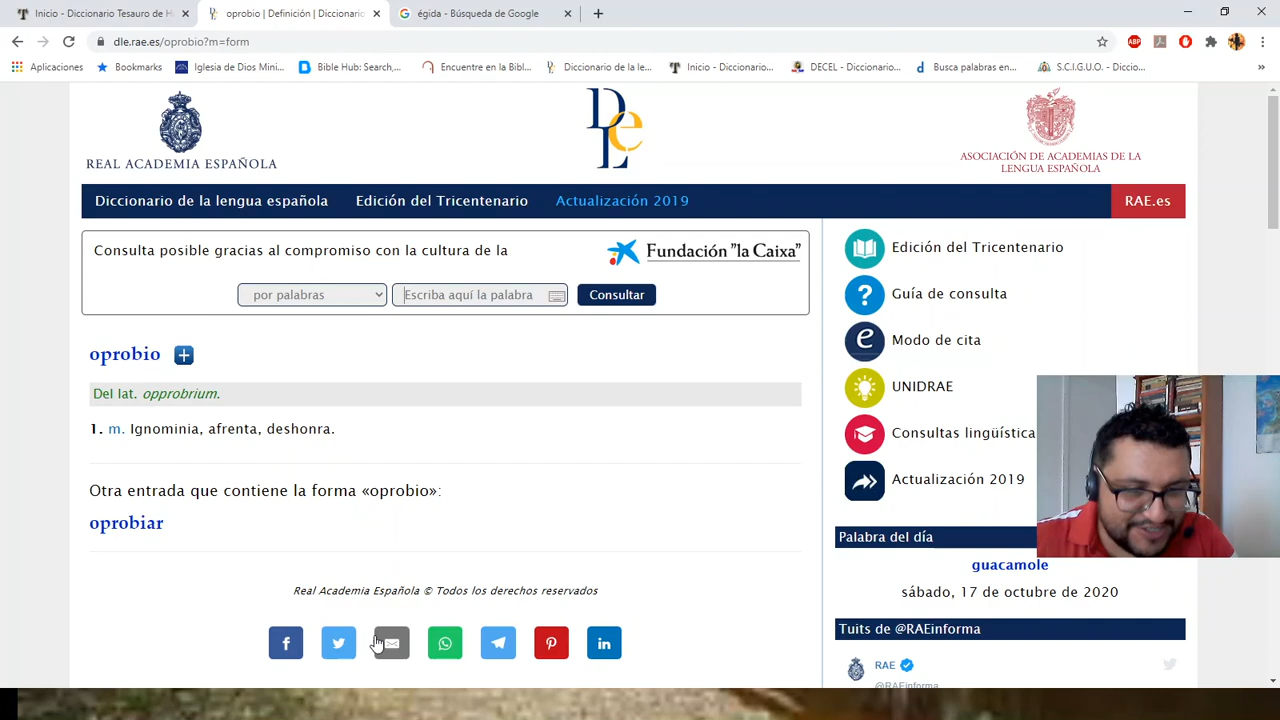 Inicio - Diccionario Tesauro de Ha
oprobio | Definición | Diccionario
égida - Búsqueda de Google
dle.rae.es/oprobio?m=form
Aplicaciones
Bookmarks
Iglesia de Dios Mini...
Bible Hub: Search,...
Encuentre en la Bibl...
Diccionario de la le...
Inicio - Diccionario...
DECEL - Diccionario...
Busca palabras en...
S.C.I.G.U.O. - Diccio...
REAL ACADEMIA ESPAÑOLA
DLe
ASOCIACIÓN DE ACADEMIAS DE LA
LENGUA ESPAÑOLA
Diccionario de la lengua española
Edición del Tricentenario
Actualización 2019
RAE.es
Consulta posible gracias al compromiso con la cultura de la
Fundación "la Caixa"
por palabras
Escriba aquí la palabra
Consultar
oprobio
Del lat. opprobrium.
1. m. Ignominia, afrenta, deshonra.
Otra entrada que contiene la forma «oprobio»:
oprobiar
Real Academia Española © Todos los derechos reservados
Edición del Tricentenario
Guía de consulta
Modo de cita
UNIDRAE
Consultas lingüística
Actualización 2019
Palabra del día
guacamole
sábado, 17 de octubre de 2020
Tuits de @RAEinforma
RAE
@RAEinforma